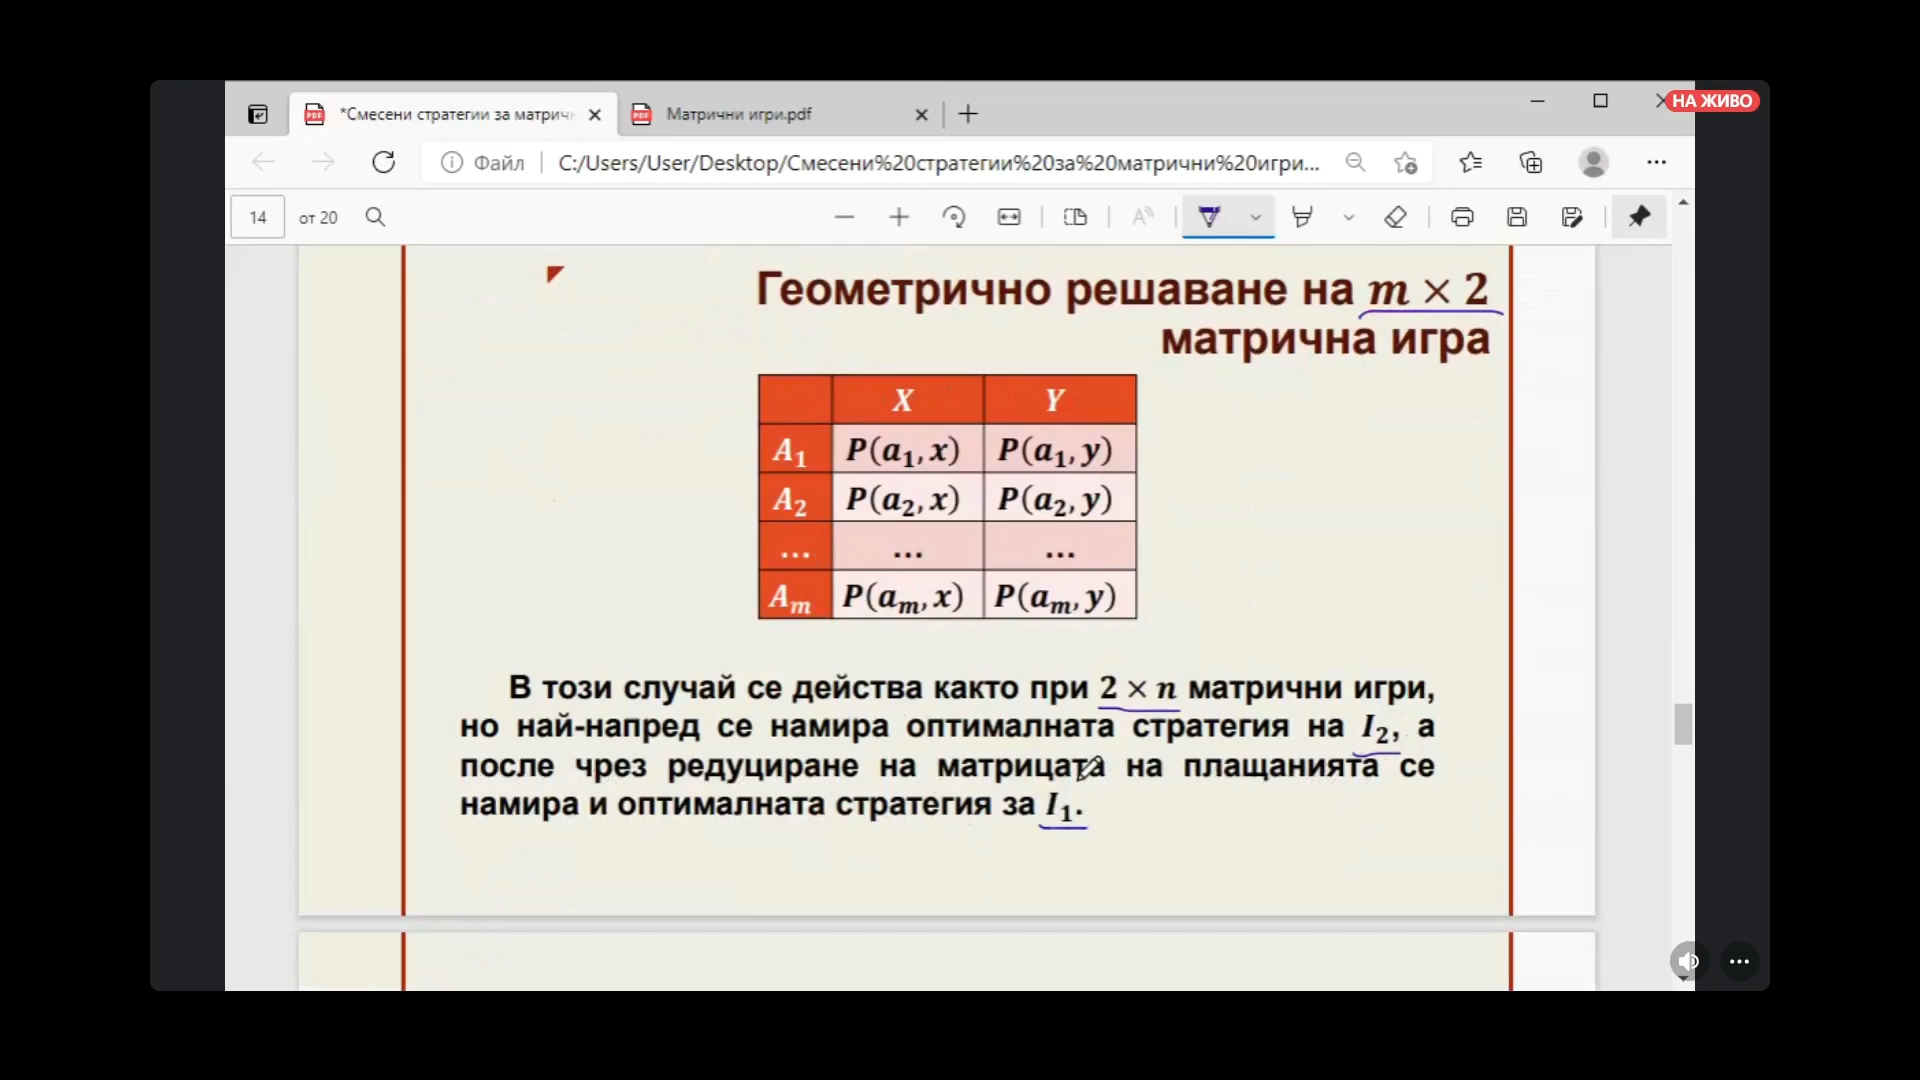 *Смесени стратегии за матричн
Матрични игри.pdf
НА ЖИВО
Файл
C:/Users/User/Desktop/Смесени%20стратегии%20за%20матрични%20игри...
14
от 20
Геометрично решаване на m × 2
матрична игра
X Y
A₁ P(a₁, x) P(a₁, y)
A₂ P(a₂, x) P(a₂, y)
... ... ...
Aₘ P(aₘ, x) P(aₘ, y)
В този случай се действа както при 2 × n матрични игри,
но най-напред се намира оптималната стратегия на I₂, а
после чрез редуциране на матрицата на плащанията се
намира и оптималната стратегия за I₁.